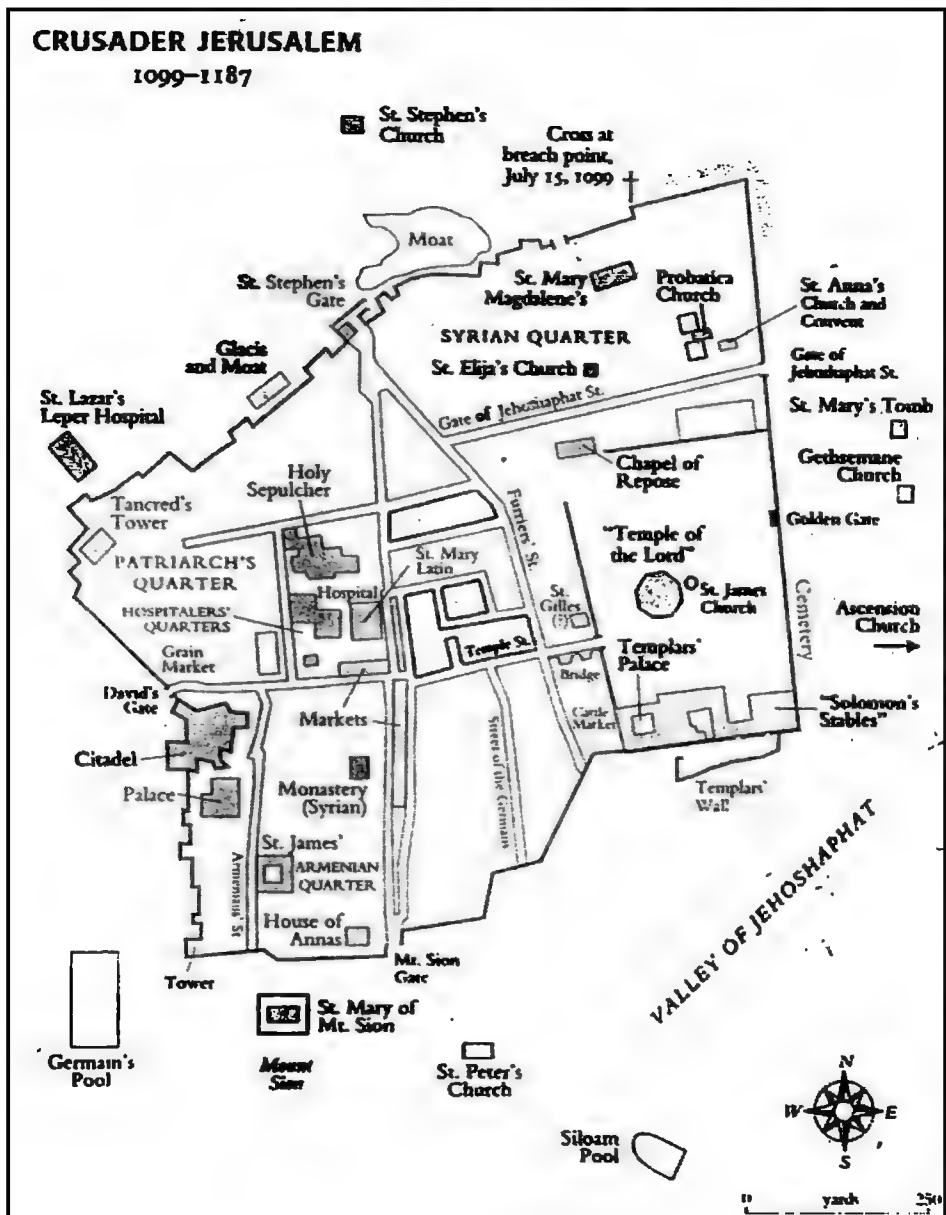 CRUSADER JERUSALEM
1099–1187
St. Stephen's
Church
Cross at
breach point,
July 15, 1099
Moat
St. Stephen's
Gate
St. Mary
Magdalene's
Probatica
Church
St. Anna's
Church and
Convent
SYRIAN QUARTER
Glacis
and Moat
St. Elija's Church
Gate of
Jehoshaphat St.
Gate of Jehoshaphat St.
St. Lazar's
Leper Hospital
St. Mary's Tomb
Holy
Sepulcher
Chapel of
Repose
Gethsemane
Church
Tancred's
Tower
Furriers' St.
Golden Gate
PATRIARCH'S
QUARTER
St. Mary
Latin
"Temple of
the Lord"
Hospital
St. James
Church
HOSPITALERS'
QUARTERS
St.
Gilles
(?)
Cemetery
Ascension
Church
Grain
Market
Temple St.
Templars'
Palace
Bridge
David's
Gate
Markets
Cattle
Market
"Solomon's
Stables"
Citadel
Street of the Germans
Palace
Monastery
(Syrian)
Templars'
Wall
St. James'
ARMENIAN
QUARTER
Armenians' St.
VALLEY OF JEHOSHAPHAT
House of
Annas
Tower
Mt. Sion
Gate
St. Mary of
Mt. Sion
Germain's
Pool
Mount
Sion
St. Peter's
Church
N
W
E
S
Siloam
Pool
0 yards 250